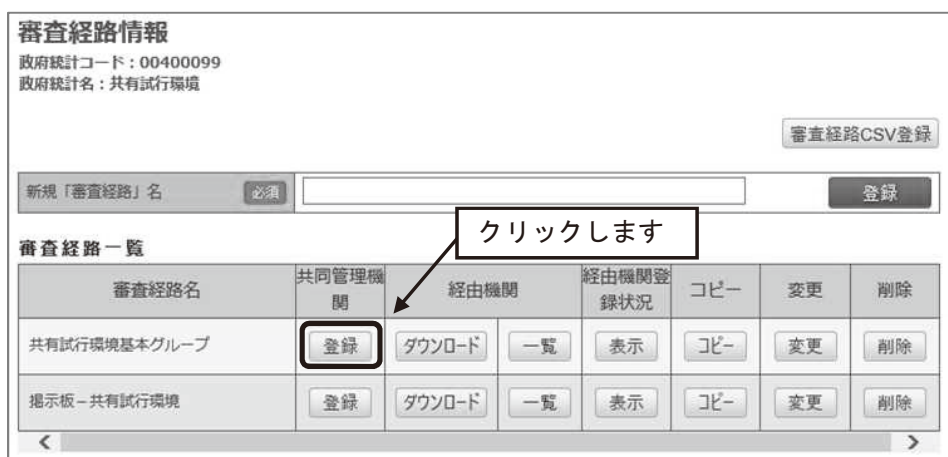 審査経路情報
政府統計コード：00400099
政府統計名：共有試行環境
審査経路CSV登録
新規「審査経路」名 必須 登録
クリックします
審査経路一覧
審査経路名 共同管理機関 経由機関 経由機関登録状況 コピー 変更 削除
共有試行環境基本グループ 登録 ダウンロード 一覧 表示 コピー 変更 削除
掲示板－共有試行環境 登録 ダウンロード 一覧 表示 コピー 変更 削除